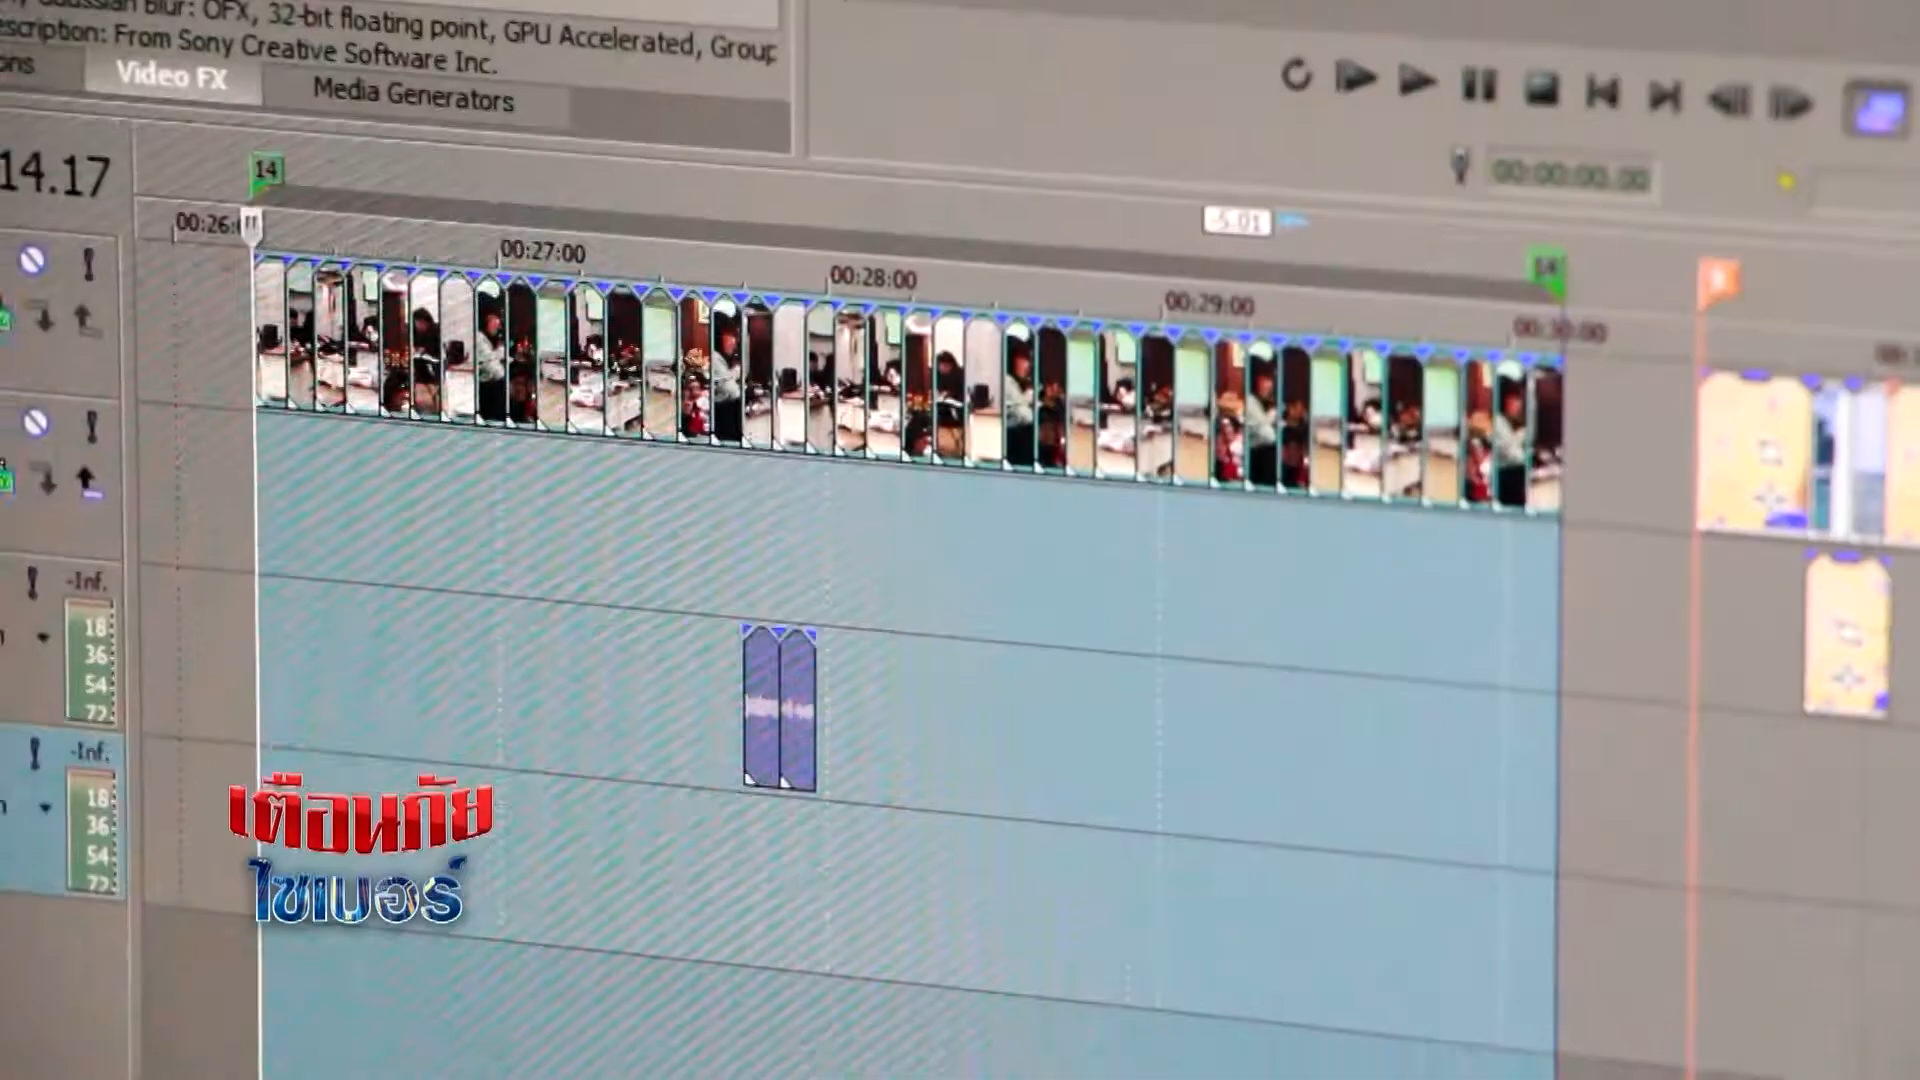 Gaussian Blur: OFX, 32-bit floating point, GPU Accelerated, Group
Description: From Sony Creative Software Inc.
Video FX
Media Generators
14.17
14
00:00:00.00
00:26:
-5.01
00:27:00
00:28:00
00:29:00
00:30:00
-Inf.
18
36
54
72
-Inf.
18
36
54
72
เตือนภัย
ไซเบอร์